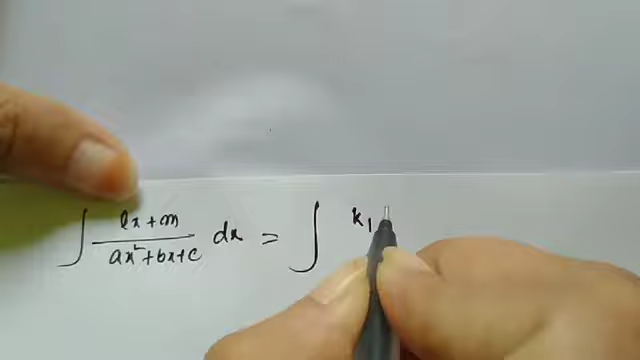 ∫ (lx+m)/(ax²+bx+c) dx = ∫ k₁